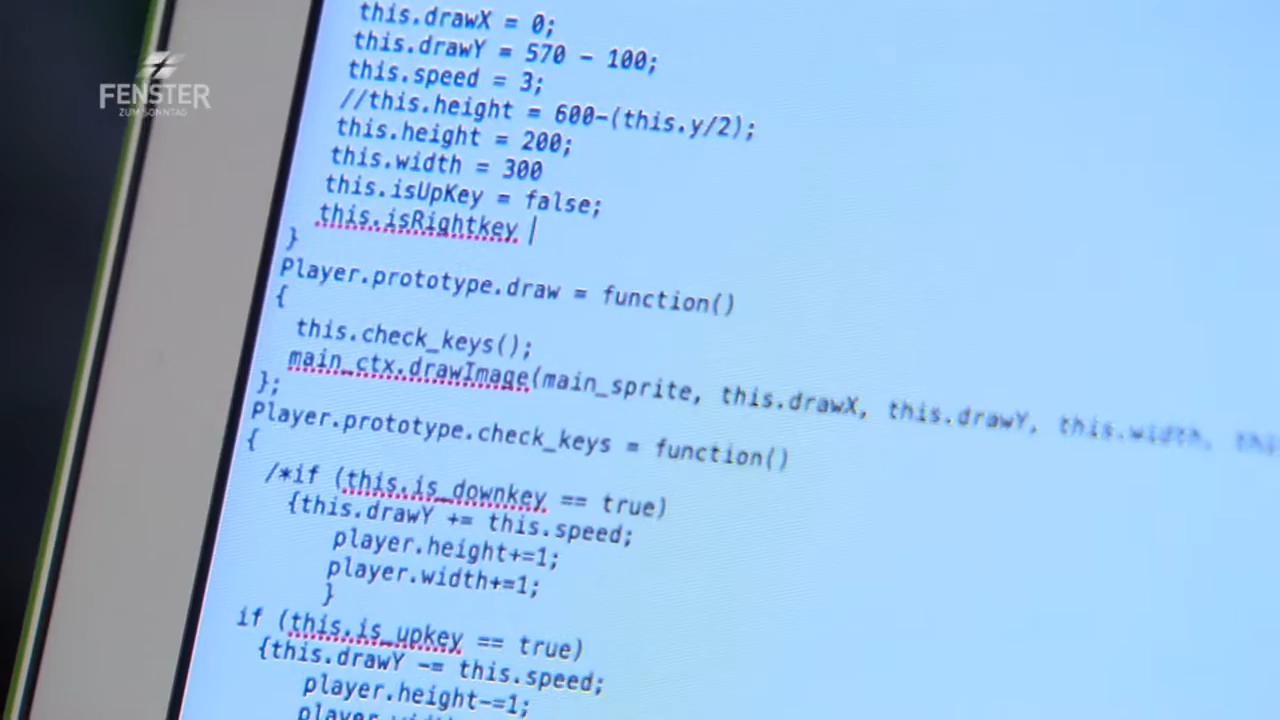 FENSTER
ZUM SONNTAG
this.drawX = 0;
this.drawY = 570 - 100;
this.speed = 3;
//this.height = 600-(this.y/2);
this.height = 200;
this.width = 300
this.isUpKey = false;
this.isRightkey
}
Player.prototype.draw = function()
{
this.check_keys();
main_ctx.drawImage(main_sprite, this.drawX, this.drawY, this.width,
};
Player.prototype.check_keys = function()
{
/*if (this.is_downkey == true)
{this.drawY += this.speed;
player.height+=1;
player.width+=1;
}
if (this.is_upkey == true)
{this.drawY -= this.speed;
player.height-=1;